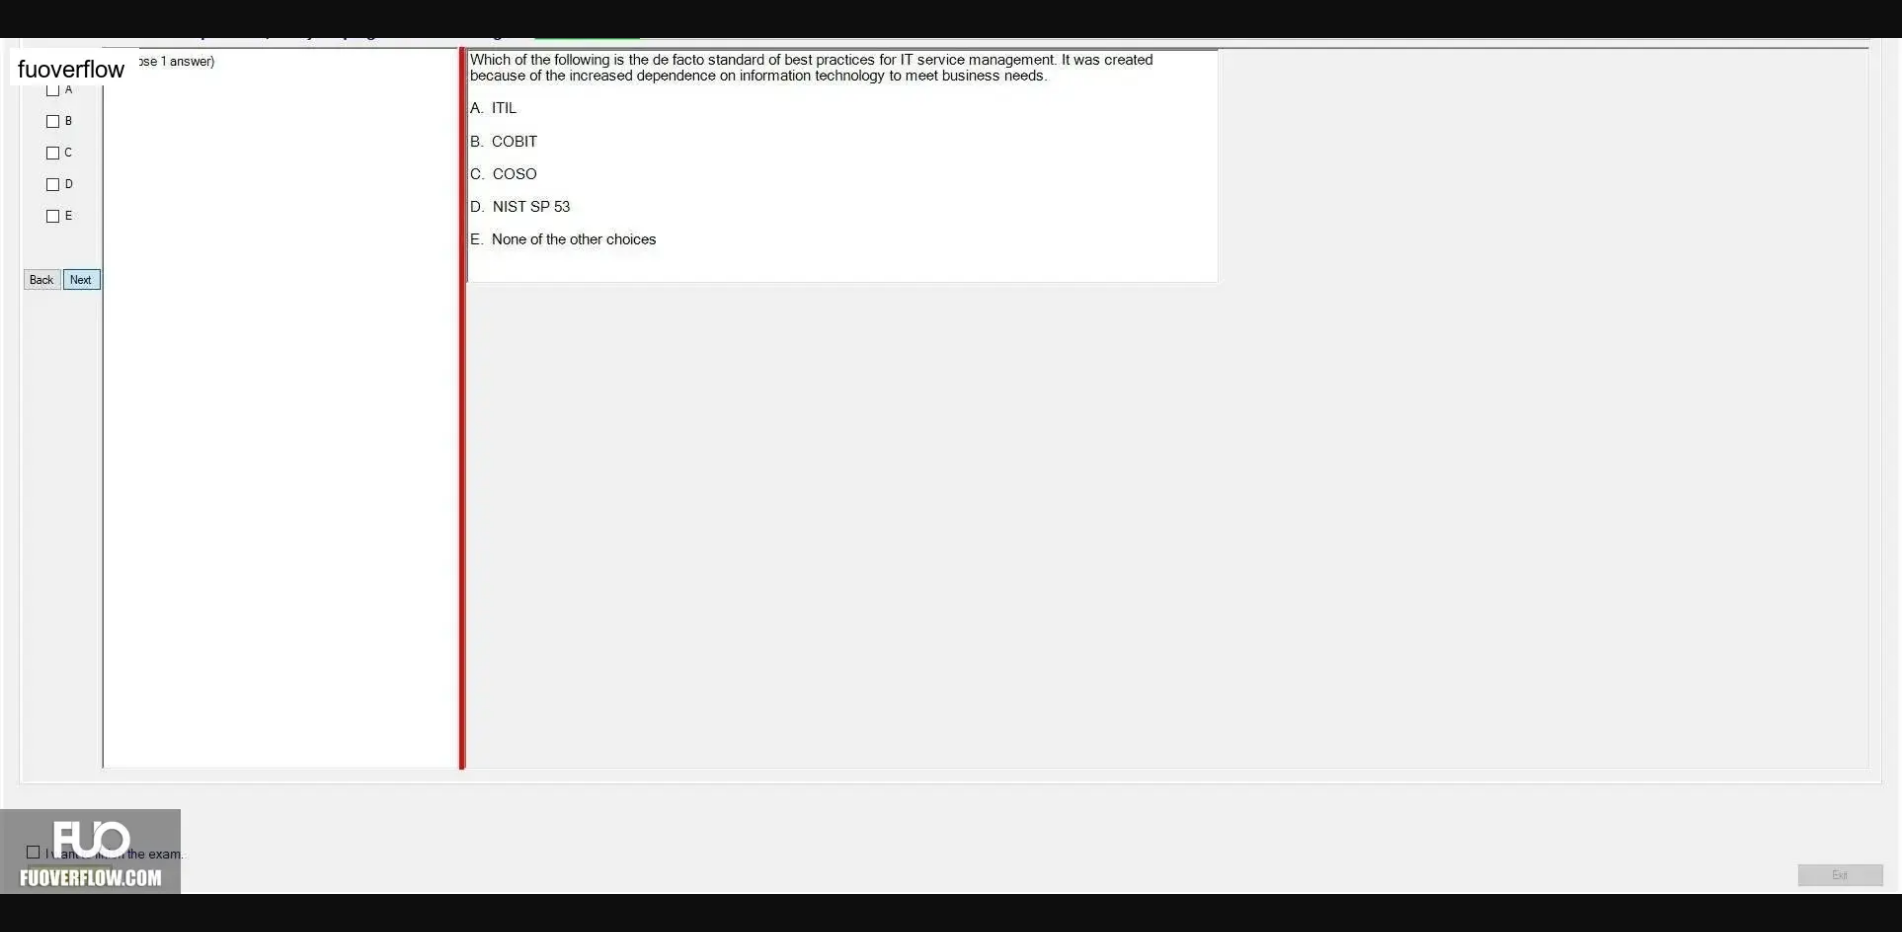 fuoverflow
ose 1 answer)
A
B
C
D
E
Back Next
Which of the following is the de facto standard of best practices for IT service management. It was created
because of the increased dependence on information technology to meet business needs.
A. ITIL
B. COBIT
C. COSO
D. NIST SP 53
E. None of the other choices
FUO
I want the exam.
FUOVERFLOW.COM
Exit